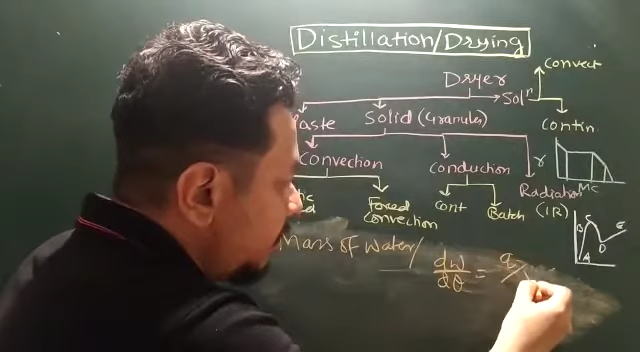 Distillation/Drying
Dryer
Convect
Solⁿ
Contin.
Solid (Granules)
Convection
Conduction
Radiation
(IR)
r
Mc
Forced
Convection
Cont
Batch
Mass of Water/
dw/dθ = q/
A
B
C
D
E